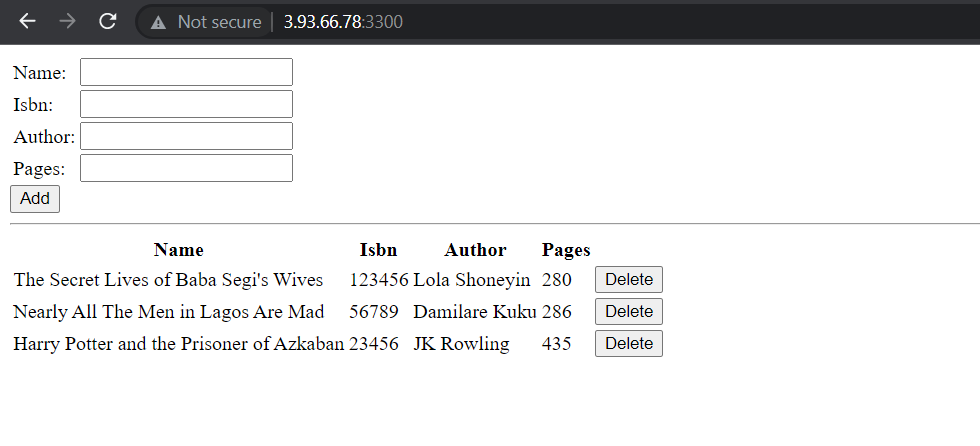 Not secure | 3.93.66.78:3300
Name:
Isbn:
Author:
Pages:
Add
Name Isbn Author Pages
The Secret Lives of Baba Segi's Wives 123456 Lola Shoneyin 280 Delete
Nearly All The Men in Lagos Are Mad 56789 Damilare Kuku 286 Delete
Harry Potter and the Prisoner of Azkaban 23456 JK Rowling 435 Delete